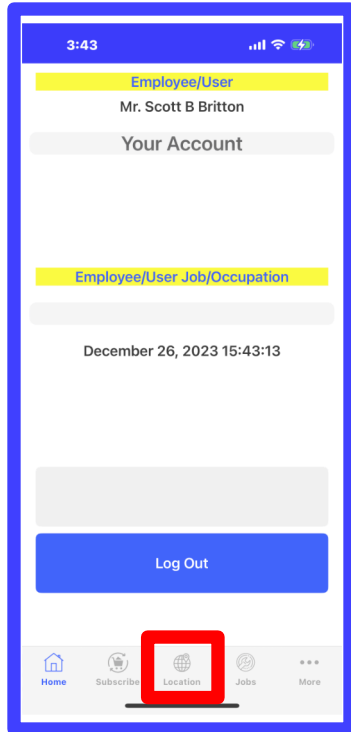 3:43
Employee/User
Mr. Scott B Britton
Your Account
Employee/User Job/Occupation
December 26, 2023 15:43:13
Log Out
Home Subscribe Location Jobs More